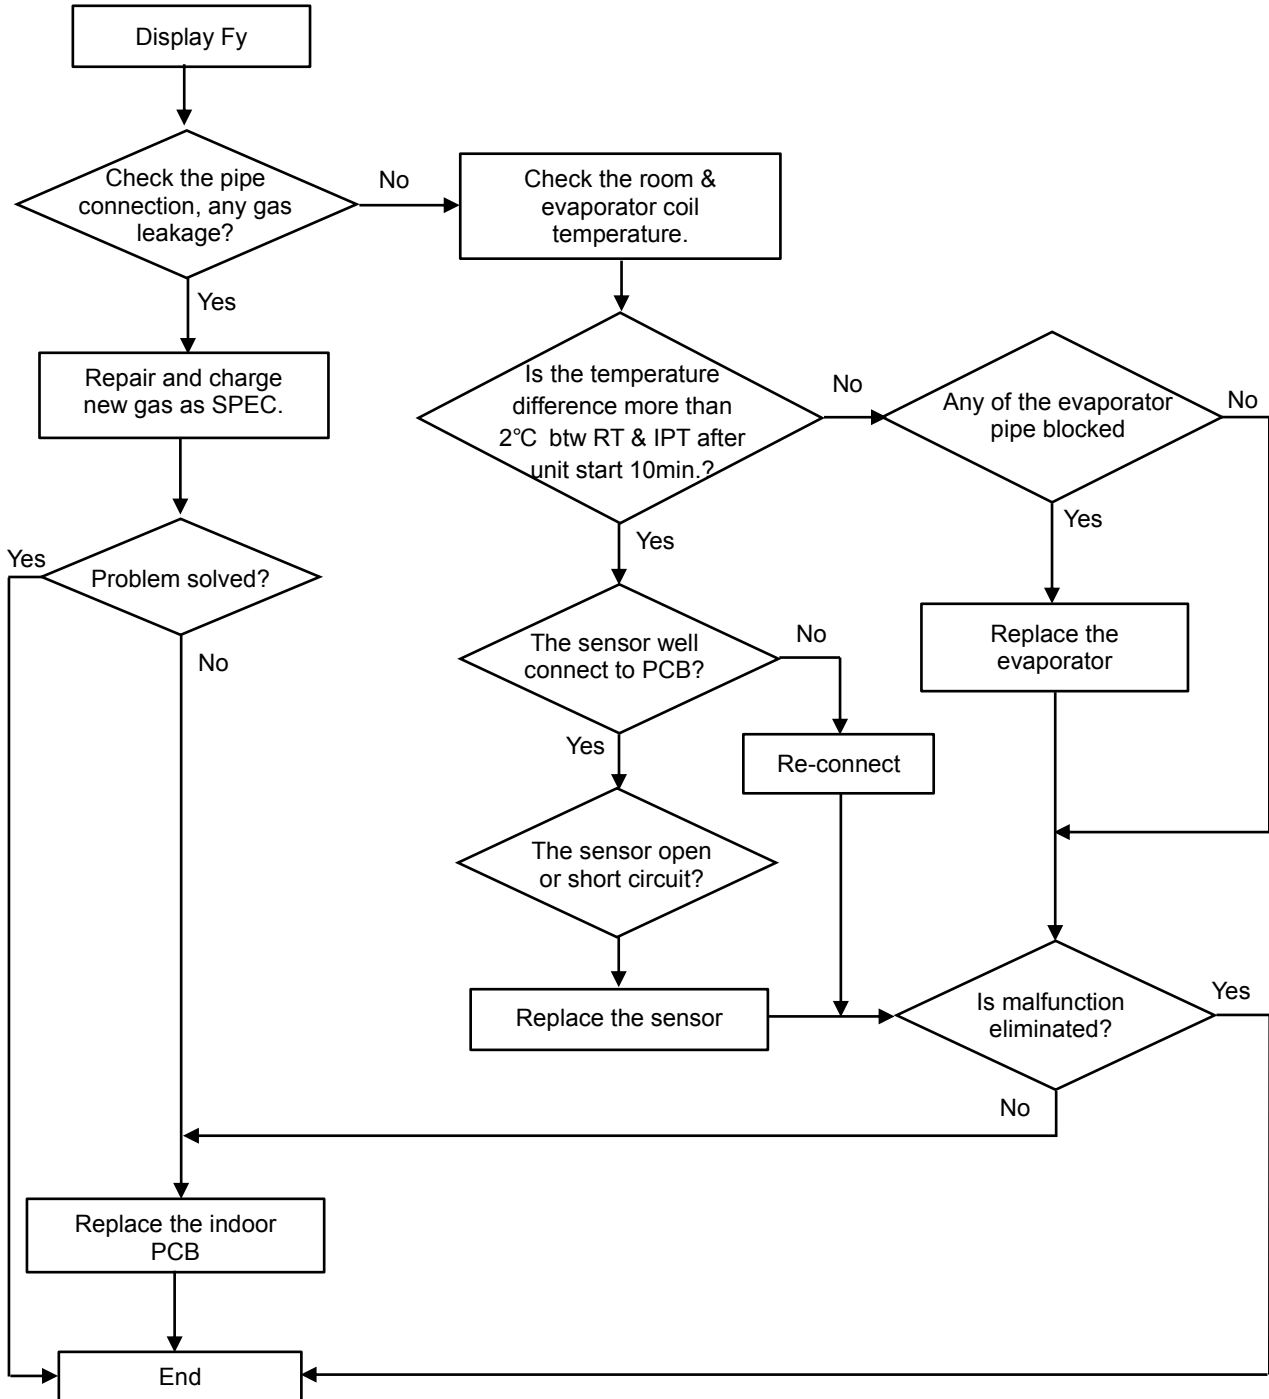 Display Fy
Check the pipe
connection, any gas
leakage?
No
Check the room &
evaporator coil
temperature.
Yes
Repair and charge
new gas as SPEC.
Is the temperature
difference more than
2℃ btw RT & IPT after
unit start 10min.?
No
Any of the evaporator
pipe blocked
No
Yes
Yes
Yes
Problem solved?
No
The sensor well
connect to PCB?
No
Replace the
evaporator
Yes
Re-connect
The sensor open
or short circuit?
Replace the sensor
Is malfunction
eliminated?
Yes
No
Replace the indoor
PCB
End